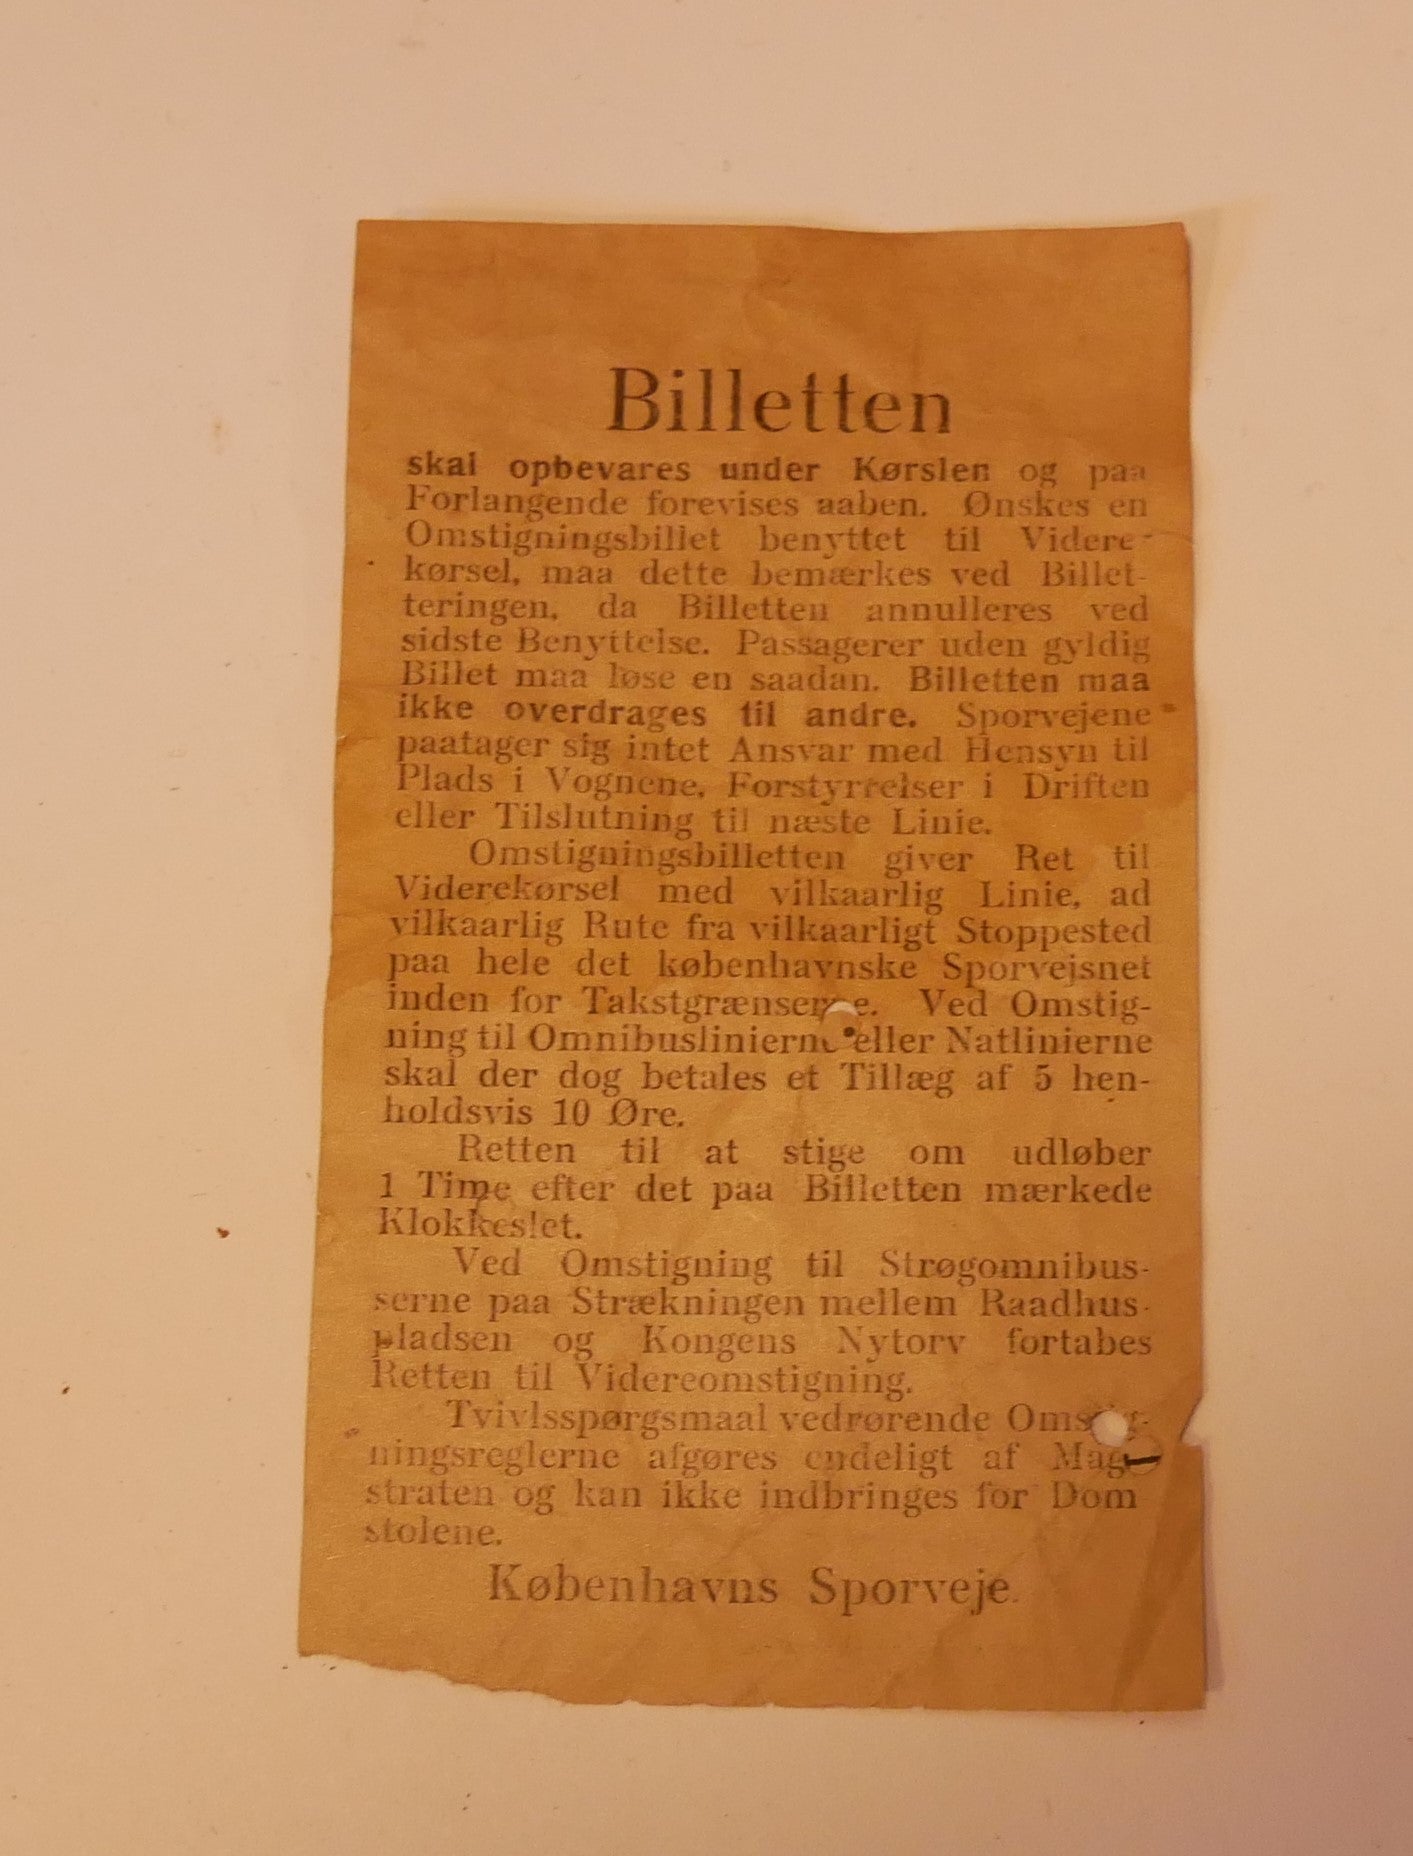 Billetten
skal opbevares under Kørslen og paa
Forlangende forevises aaben. Ønskes en
Omstigningsbillet benyttet til Videre-
kørsel, maa dette bemærkes ved Billet-
teringen, da Billetten annulleres ved
sidste Benyttelse. Passagerer uden gyldig
Billet maa løse en saadan. Billetten maa
ikke overdrages til andre. Sporvejene
paatager sig intet Ansvar med Hensyn til
Plads i Vognene, Forstyrrelser i Driften
eller Tilslutning til næste Linie.
Omstigningsbilletten giver Ret til
Viderekørsel med vilkaarlig Linie, ad
vilkaarlig Rute fra vilkaarligt Stoppested
paa hele det københavnske Sporvejsnet
inden for Takstgrænserne. Ved Omstig-
ning til Omnibuslinierne eller Natlinierne
skal der dog betales et Tillæg af 5 hen-
holdsvis 10 Øre.
Retten til at stige om udløber
1 Time efter det paa Billetten mærkede
Klokkeslet.
Ved Omstigning til Strøgomnibus-
serne paa Strækningen mellem Raadhus-
pladsen og Kongens Nytorv fortabes
Retten til Videreomstigning.
Tvivlsspørgsmaal vedrørende Omstig-
ningsreglerne afgøres endeligt af Magi-
straten og kan ikke indbringes for Dom
stolene.
Københavns Sporveje.